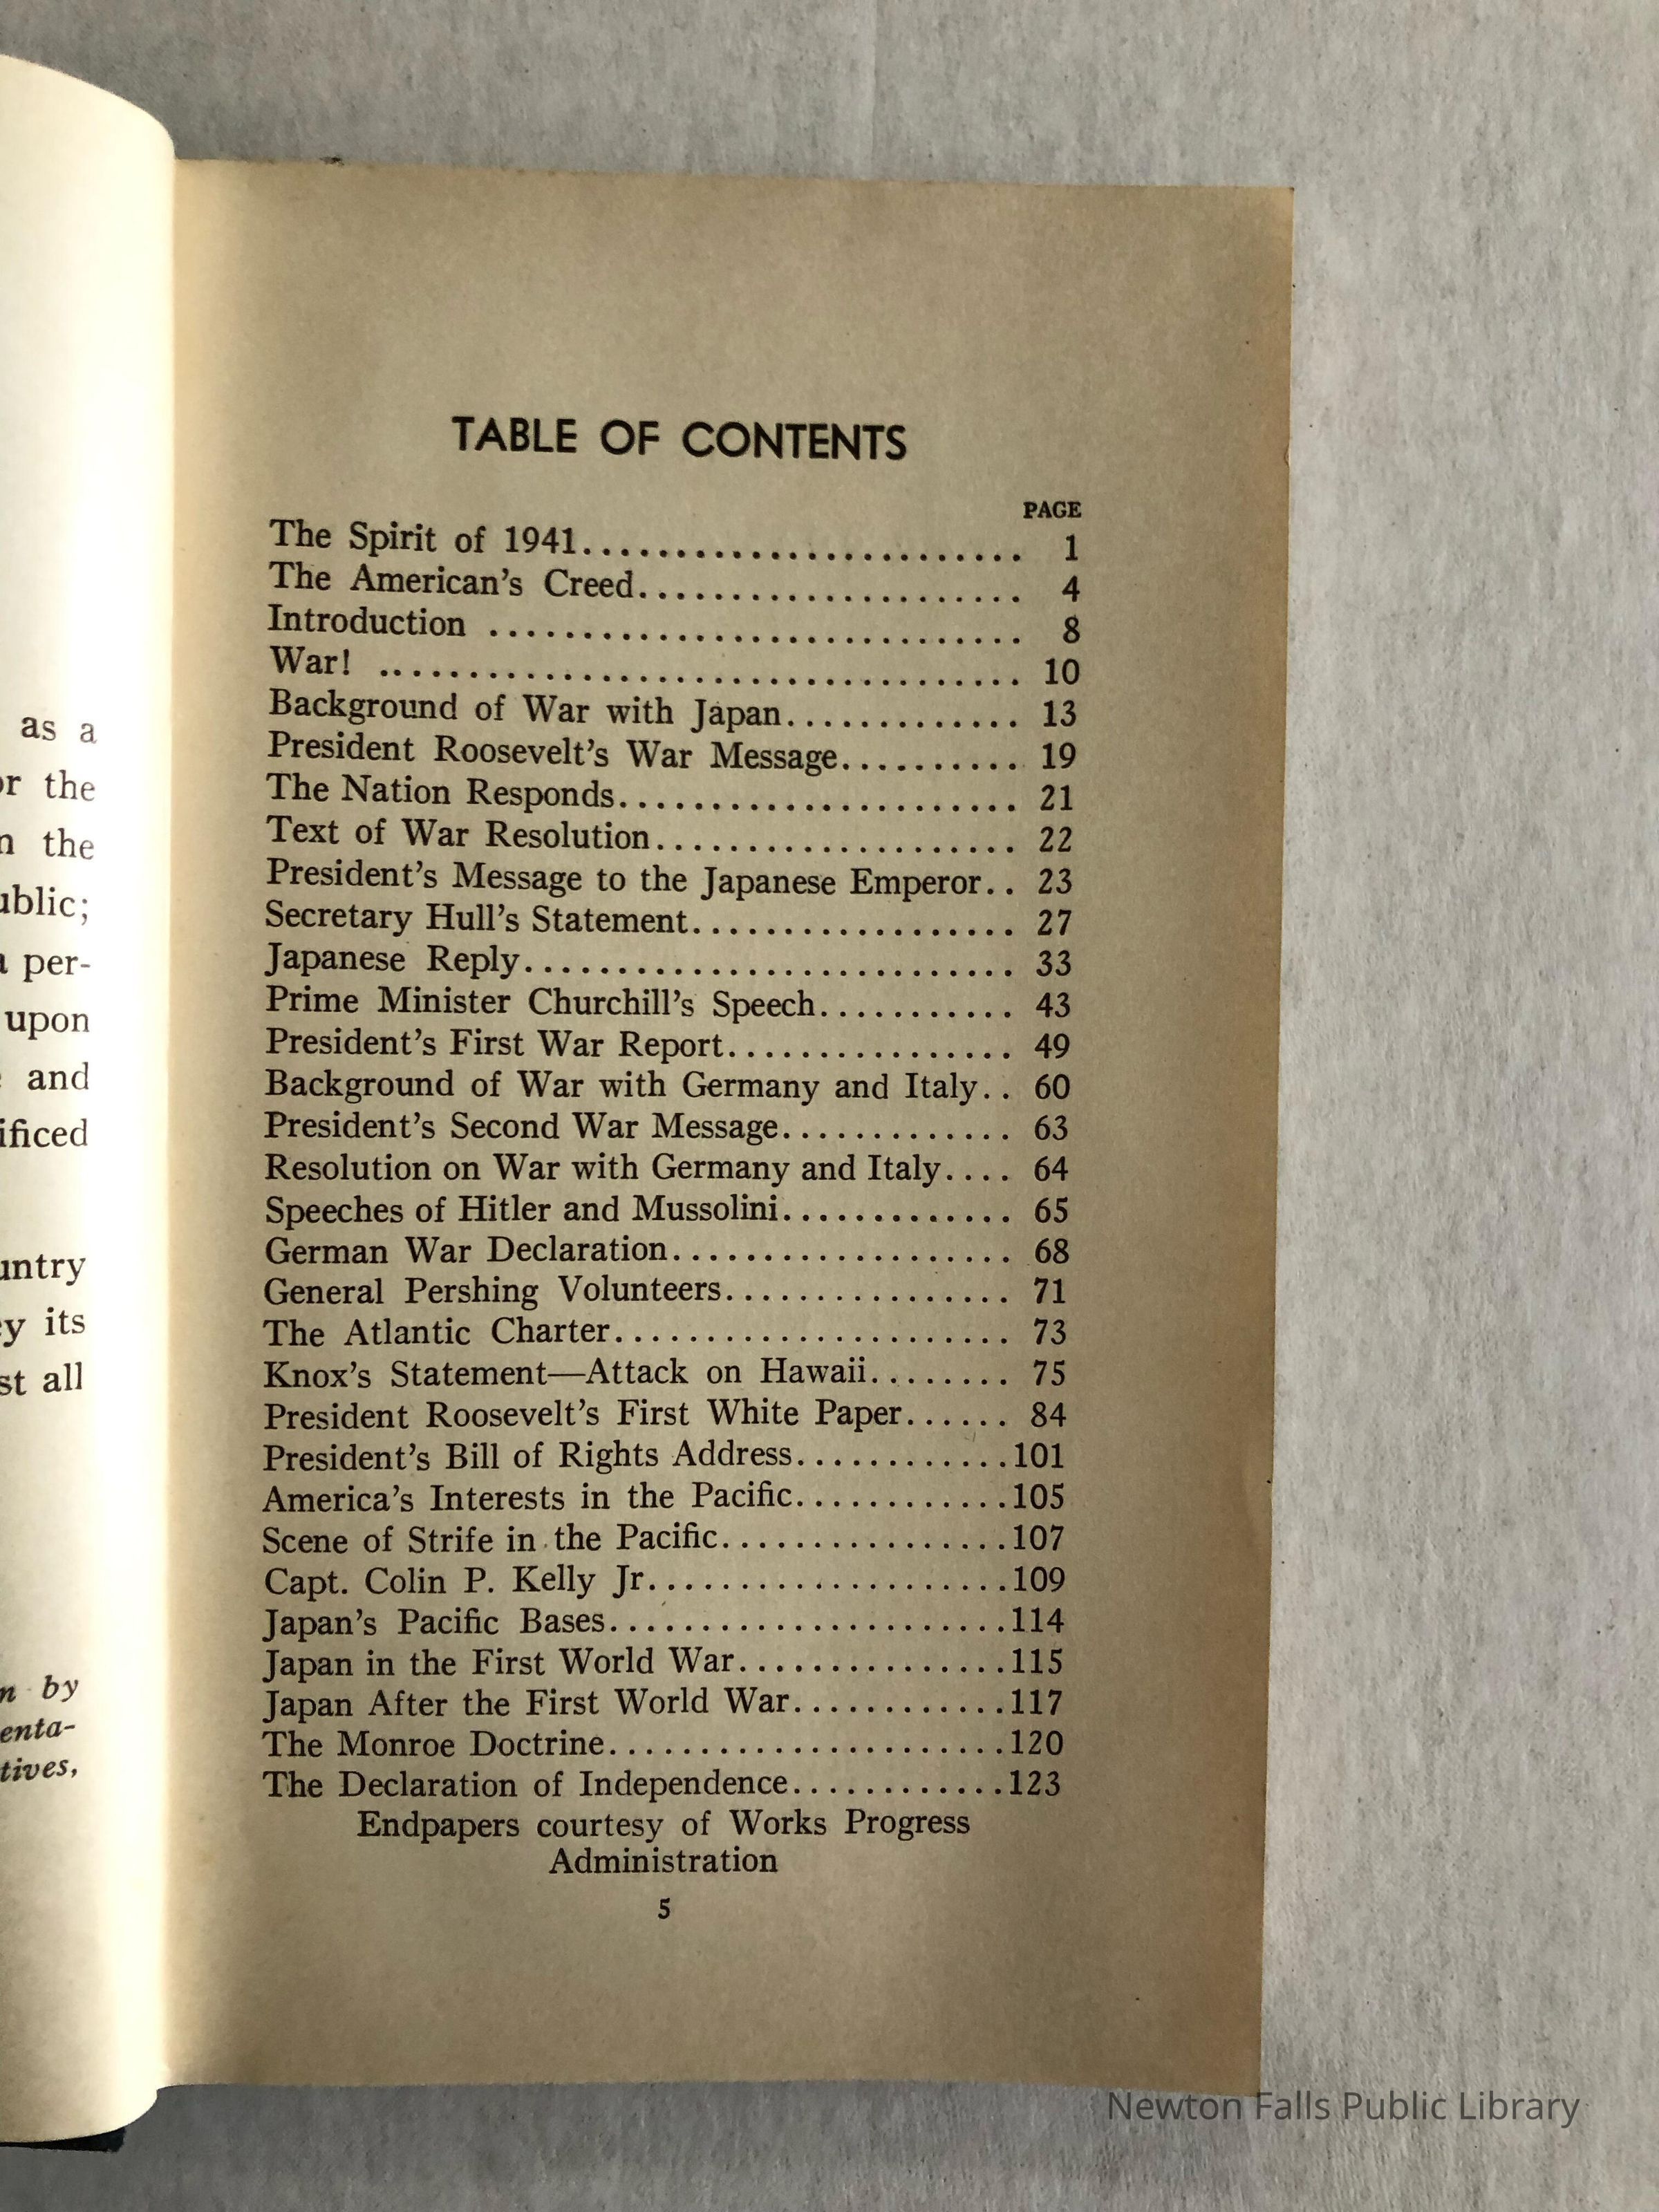 as a
or the
n the
ublic;
a per-
upon
and
ificed
untry
ey its
st all
n by
enta-
tives,
TABLE OF CONTENTS
PAGE
The Spirit of 1941........................ 1
The American's Creed..................... 4
Introduction ............................. 8
War! ................................... 10
Background of War with Japan............. 13
President Roosevelt's War Message.......... 19
The Nation Responds...................... 21
Text of War Resolution.................... 22
President's Message to the Japanese Emperor.. 23
Secretary Hull's Statement.................. 27
Japanese Reply........................... 33
Prime Minister Churchill's Speech........... 43
President's First War Report................ 49
Background of War with Germany and Italy.. 60
President's Second War Message............. 63
Resolution on War with Germany and Italy.... 64
Speeches of Hitler and Mussolini............. 65
German War Declaration................... 68
General Pershing Volunteers................ 71
The Atlantic Charter...................... 73
Knox's Statement—Attack on Hawaii........ 75
President Roosevelt's First White Paper...... 84
President's Bill of Rights Address............101
America's Interests in the Pacific............105
Scene of Strife in the Pacific................107
Capt. Colin P. Kelly Jr....................109
Japan's Pacific Bases......................114
Japan in the First World War...............115
Japan After the First World War............117
The Monroe Doctrine......................120
The Declaration of Independence............123
Endpapers courtesy of Works Progress
Administration
5
Newton Falls Public Library